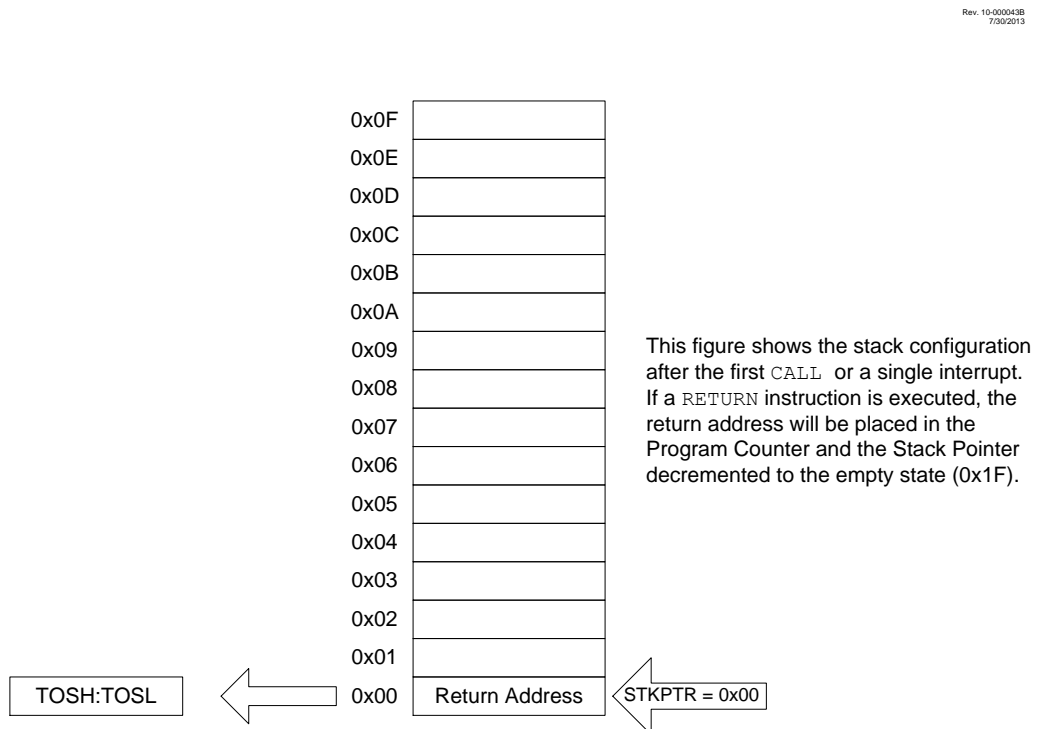 Rev. 10-000043B
7/30/2013
0x0F
0x0E
0x0D
0x0C
0x0B
0x0A
0x09
0x08
0x07
0x06
0x05
0x04
0x03
0x02
0x01
0x00
This figure shows the stack configuration
after the first CALL or a single interrupt.
If a RETURN instruction is executed, the
return address will be placed in the
Program Counter and the Stack Pointer
decremented to the empty state (0x1F).
TOSH:TOSL
Return Address
STKPTR = 0x00